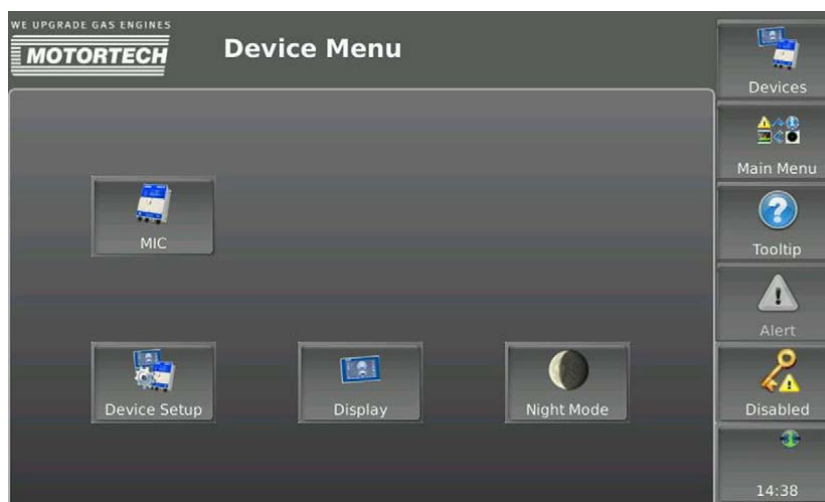 WE UPGRADE GAS ENGINES
MOTORTECH
Device Menu
Devices
Main Menu
MIC
Tooltip
Alert
Device Setup
Display
Night Mode
Disabled
14:38